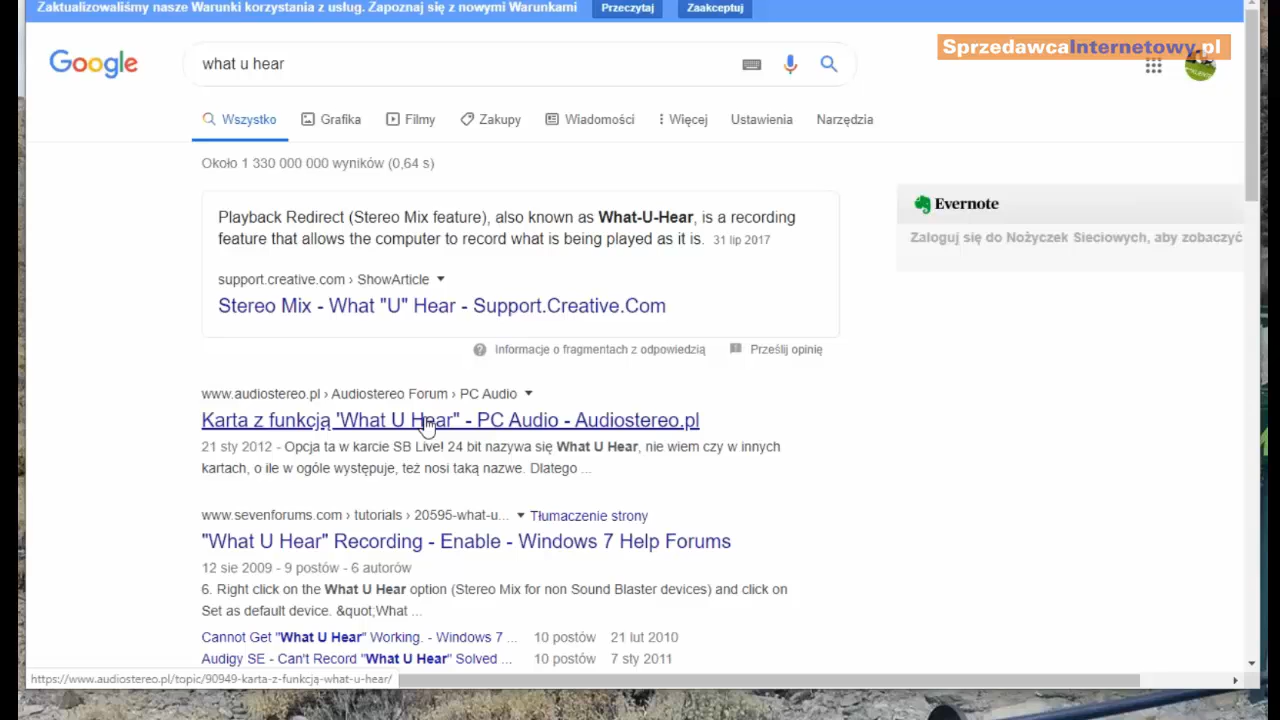 Zaktualizowaliśmy nasze Warunki korzystania z usług. Zapoznaj się z nowymi Warunkami Przeczytaj Zaakceptuj
SprzedawcaInternetowy.pl
Google what u hear
Wszystko Grafika Filmy Zakupy Wiadomości Więcej Ustawienia Narzędzia
Około 1 330 000 000 wyników (0,64 s)
Playback Redirect (Stereo Mix feature), also known as What-U-Hear, is a recording
feature that allows the computer to record what is being played as it is. 31 lip 2017
support.creative.com › ShowArticle
Stereo Mix - What "U" Hear - Support.Creative.Com
Informacje o fragmentach z odpowiedzią Prześlij opinię
Evernote
Zaloguj się do Nożyczek Sieciowych, aby zobaczyć
www.audiostereo.pl › Audiostereo Forum › PC Audio
Karta z funkcją 'What U Hear" - PC Audio - Audiostereo.pl
21 sty 2012 - Opcja ta w karcie SB Live! 24 bit nazywa się What U Hear, nie wiem czy w innych
kartach, o ile w ogóle występuje, też nosi taką nazwe. Dlatego ...
www.sevenforums.com › tutorials › 20595-what-u... Tłumaczenie strony
"What U Hear" Recording - Enable - Windows 7 Help Forums
12 sie 2009 - 9 postów - 6 autorów
6. Right click on the What U Hear option (Stereo Mix for non Sound Blaster devices) and click on
Set as default device. &quot;What ...
Cannot Get "What U Hear" Working. - Windows 7 ... 10 postów 21 lut 2010
Audigy SE - Can't Record "What U Hear" Solved ... 10 postów 7 sty 2011
https://www.audiostereo.pl/topic/90949-karta-z-funkcją-what-u-hear/